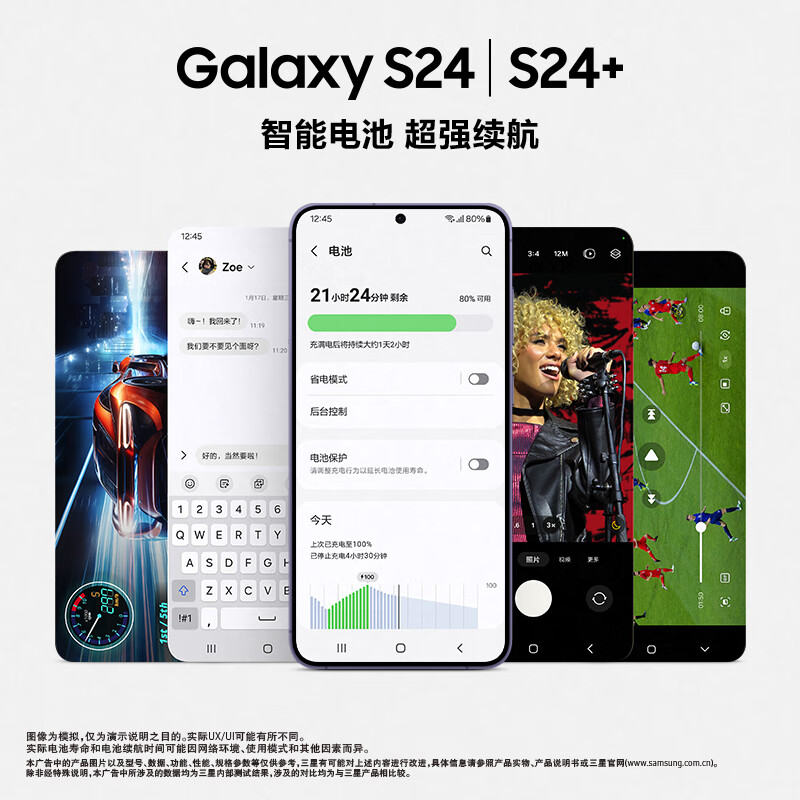 Galaxy S24 | S24+
智能电池 超强续航
12:45
Zoe
1月17日，星期三
嗨~！我回来了！
11:19
我们要不要见个面呀？
11:20
好的，当然要啦！
1 2 3 4 5 6
Q W E R T Y
A S D F G
Z X C V B
!#1 ,
5
297
km/h
1st / 5th
12:45
80%
电池
21小时24分钟 剩余
80% 可用
充满电后将持续大约1天2小时
省电模式
后台控制
电池保护
请调整充电行为以延长电池使用寿命。
今天
上次已充电至100%
已停止充电4小时30分钟
100
100
3:4 12M
.6 1 3×
照片 视频 更多
08:00
1x
01:50
图像为模拟，仅为演示说明之目的。实际UX/UI可能有所不同。
实际电池寿命和电池续航时间可能因网络环境、使用模式和其他因素而异。
本广告中的产品图片以及型号、数据、功能、性能、规格参数等仅供参考，三星有可能对上述内容进行改进，具体信息请参照产品实物、产品说明书或三星官网(www.samsung.com.cn)。
除非经特殊说明，本广告中所涉及的数据均为三星内部测试结果，涉及的对比均为与三星产品相比较。